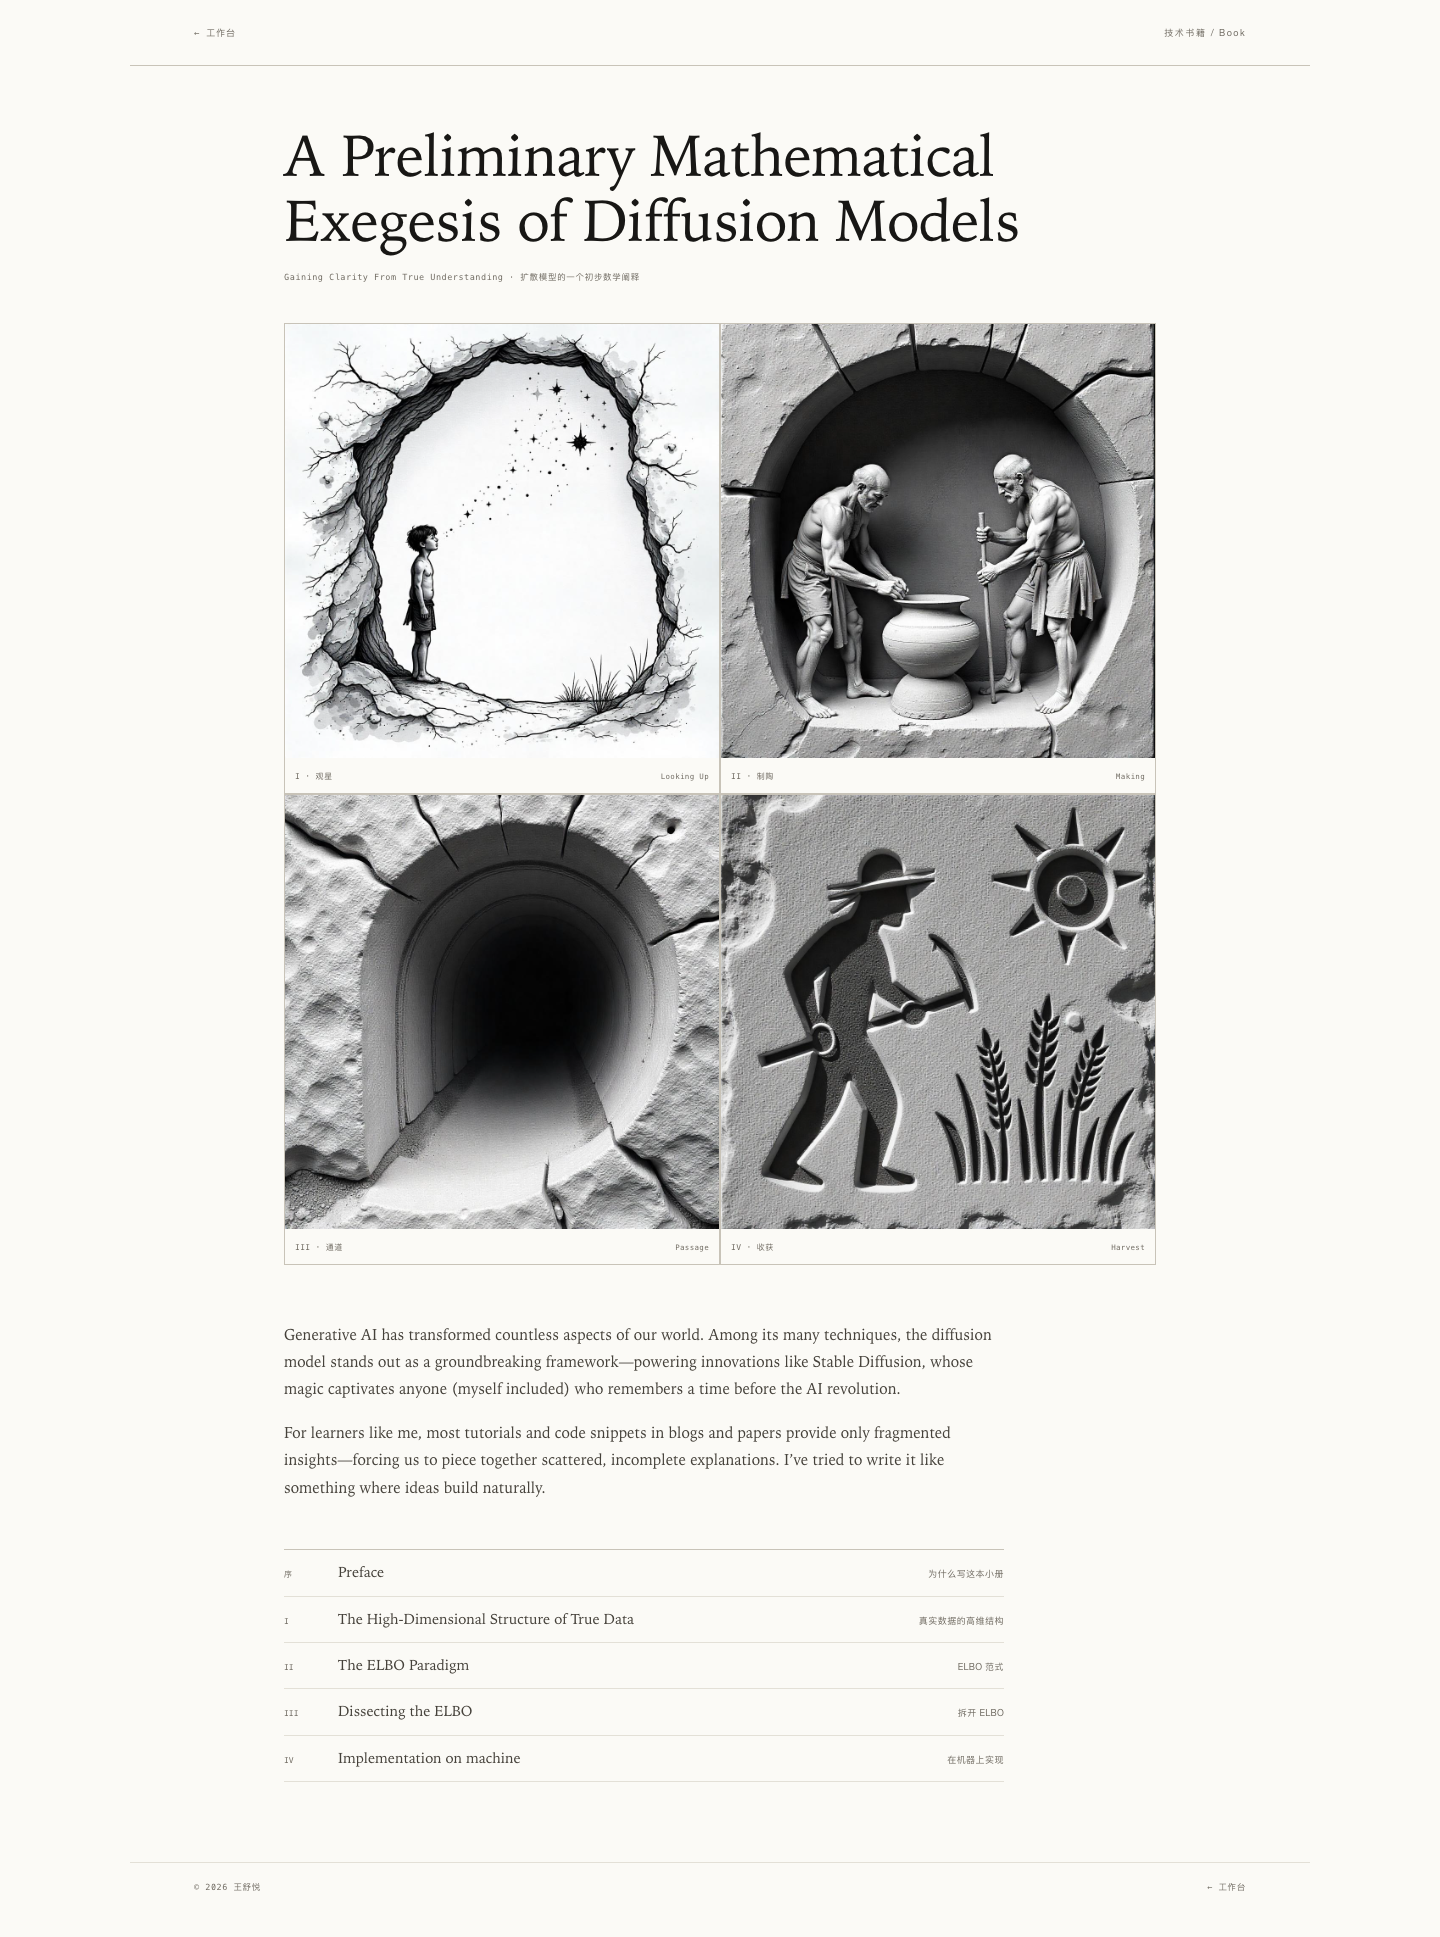 ← 工作台
技术书籍 / Book
A Preliminary Mathematical
Exegesis of Diffusion Models
Gaining Clarity From True Understanding · 扩散模型的一个初步数学阐释
I · 观星
Looking Up
II · 制陶
Making
III · 通道
Passage
IV · 收获
Harvest
Generative AI has transformed countless aspects of our world. Among its many techniques, the diffusion
model stands out as a groundbreaking framework—powering innovations like Stable Diffusion, whose
magic captivates anyone (myself included) who remembers a time before the AI revolution.
For learners like me, most tutorials and code snippets in blogs and papers provide only fragmented
insights—forcing us to piece together scattered, incomplete explanations. I’ve tried to write it like
something where ideas build naturally.
序 Preface 为什么写这本小册
I The High-Dimensional Structure of True Data 真实数据的高维结构
II The ELBO Paradigm ELBO 范式
III Dissecting the ELBO 拆开 ELBO
IV Implementation on machine 在机器上实现
© 2026 王舒悦
← 工作台